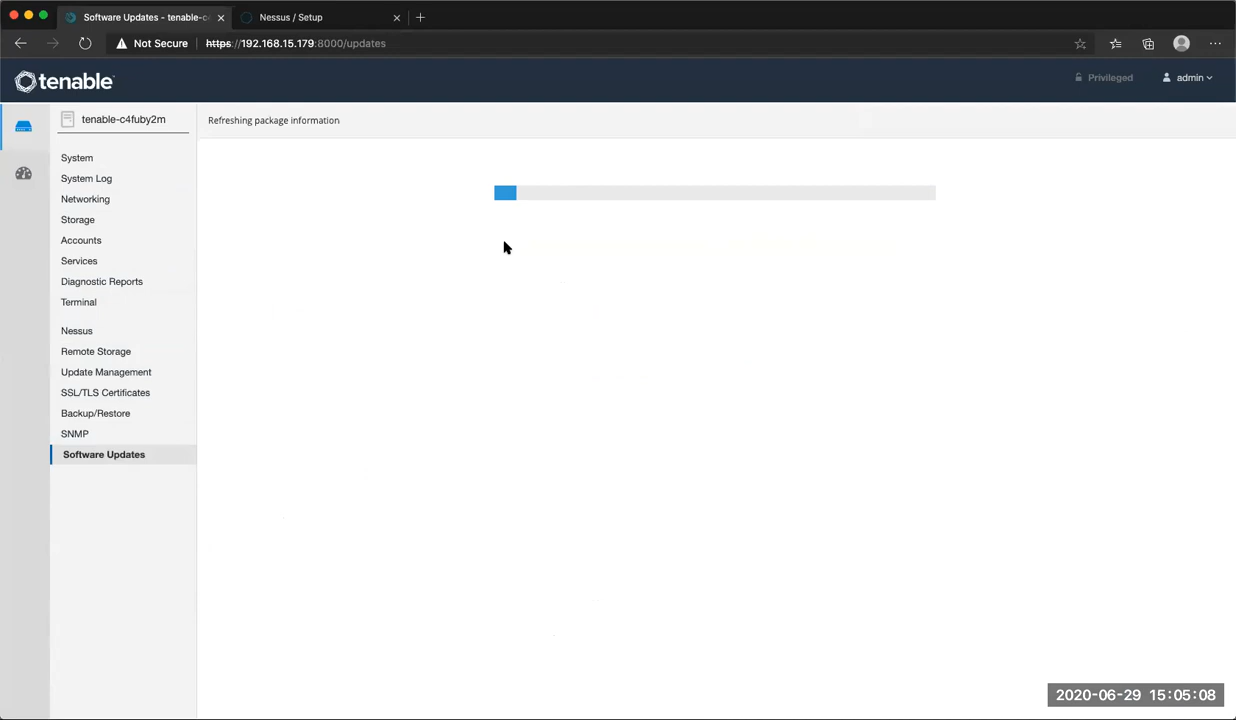 Software Updates - tenable-c
Nessus / Setup
Not Secure
https://192.168.15.179:8000/updates
tenable
Privileged
admin
tenable-c4fuby2m
Refreshing package information
System
System Log
Networking
Storage
Accounts
Services
Diagnostic Reports
Terminal
Nessus
Remote Storage
Update Management
SSL/TLS Certificates
Backup/Restore
SNMP
Software Updates
2020-06-29 15:05:08